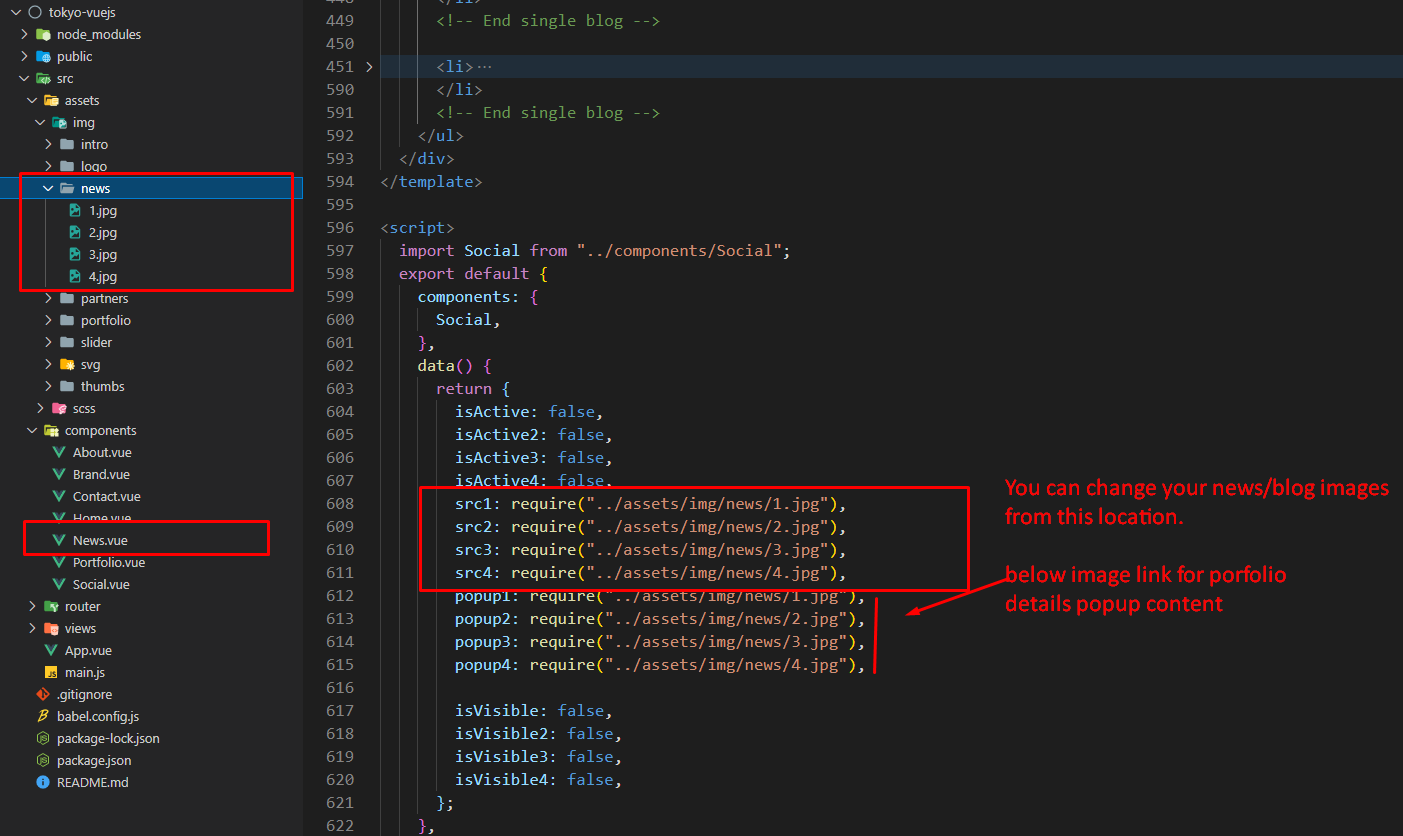 tokyo-vuejs
node_modules
public
src
assets
img
intro
logo
news
1.jpg
2.jpg
3.jpg
4.jpg
partners
portfolio
slider
svg
thumbs
scss
components
About.vue
Brand.vue
Contact.vue
Home.vue
News.vue
Portfolio.vue
Social.vue
router
views
App.vue
main.js
.gitignore
babel.config.js
package-lock.json
package.json
README.md
448 </li>
449 <!-- End single blog -->
450
451 <li>···
590 </li>
591 <!-- End single blog -->
592 </ul>
593 </div>
594 </template>
595
596 <script>
597 import Social from "../components/Social";
598 export default {
599 components: {
600 Social,
601 },
602 data() {
603 return {
604 isActive: false,
605 isActive2: false,
606 isActive3: false,
607 isActive4: false,
608 src1: require("../assets/img/news/1.jpg"),
609 src2: require("../assets/img/news/2.jpg"),
610 src3: require("../assets/img/news/3.jpg"),
611 src4: require("../assets/img/news/4.jpg"),
612 popup1: require("../assets/img/news/1.jpg"),
613 popup2: require("../assets/img/news/2.jpg"),
614 popup3: require("../assets/img/news/3.jpg"),
615 popup4: require("../assets/img/news/4.jpg"),
616
617 isVisible: false,
618 isVisible2: false,
619 isVisible3: false,
620 isVisible4: false,
621 };
622 },
You can change your news/blog images
from this location.
below image link for porfolio
details popup content